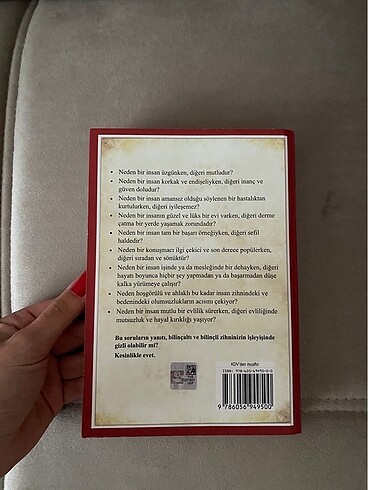 • Neden bir insan üzgünken, diğeri mutludur?
• Neden bir insan korkak ve endişeliyken, diğeri inanç ve
güven doludur?
• Neden bir insan amansız olduğu söylenen bir hastalıktan
kurtulurken, diğeri iyileşemez?
• Neden bir insanın güzel ve lüks bir evi varken, diğeri derme
çatma bir yerde yaşamak zorundadır?
• Neden bir insan tam bir başarı örneğiyken, diğeri sefil
haldedir?
• Neden bir konuşmacı ilgi çekici ve son derece popülerken,
diğeri sıradan ve sönüktür?
• Neden bir insan işinde ya da mesleğinde bir dehayken, diğeri
hayatı boyunca hiçbir şey yapmadan ya da başarmadan düşe
kalka yürümeye çalışır?
• Neden hoşgörülü ve ahlaklı bu kadar insan zihnindeki ve
bedenindeki olumsuzlukların acısını çekiyor?
• Neden bir insan mutlu bir evlilik sürerken, diğeri evliliğinde
mutsuzluk ve hayal kırıklığı yaşıyor?
Bu soruların yanıtı, bilinçaltı ve bilinçli zihninizin işleyişinde
gizli olabilir mi?
Kesinlikle evet.
KDV'den muaftır
ISBN: 978-605-69495-0-0
9 786056 949500